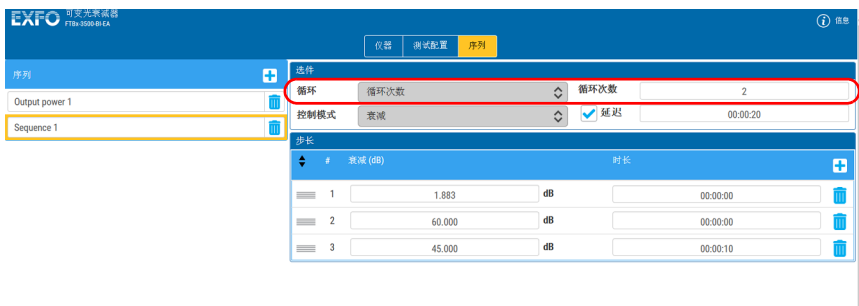 EXFO 可变光衰减器
FTBx-3500-BI-EA
信息
仪器 测试配置 序列
序列
Output power 1
Sequence 1
选件
循环 循环次数 循环次数 2
控制模式 衰减 延迟 00:00:20
步长
# 衰减 (dB) 时长
1 1.883 dB 00:00:00
2 60.000 dB 00:00:00
3 45.000 dB 00:00:10